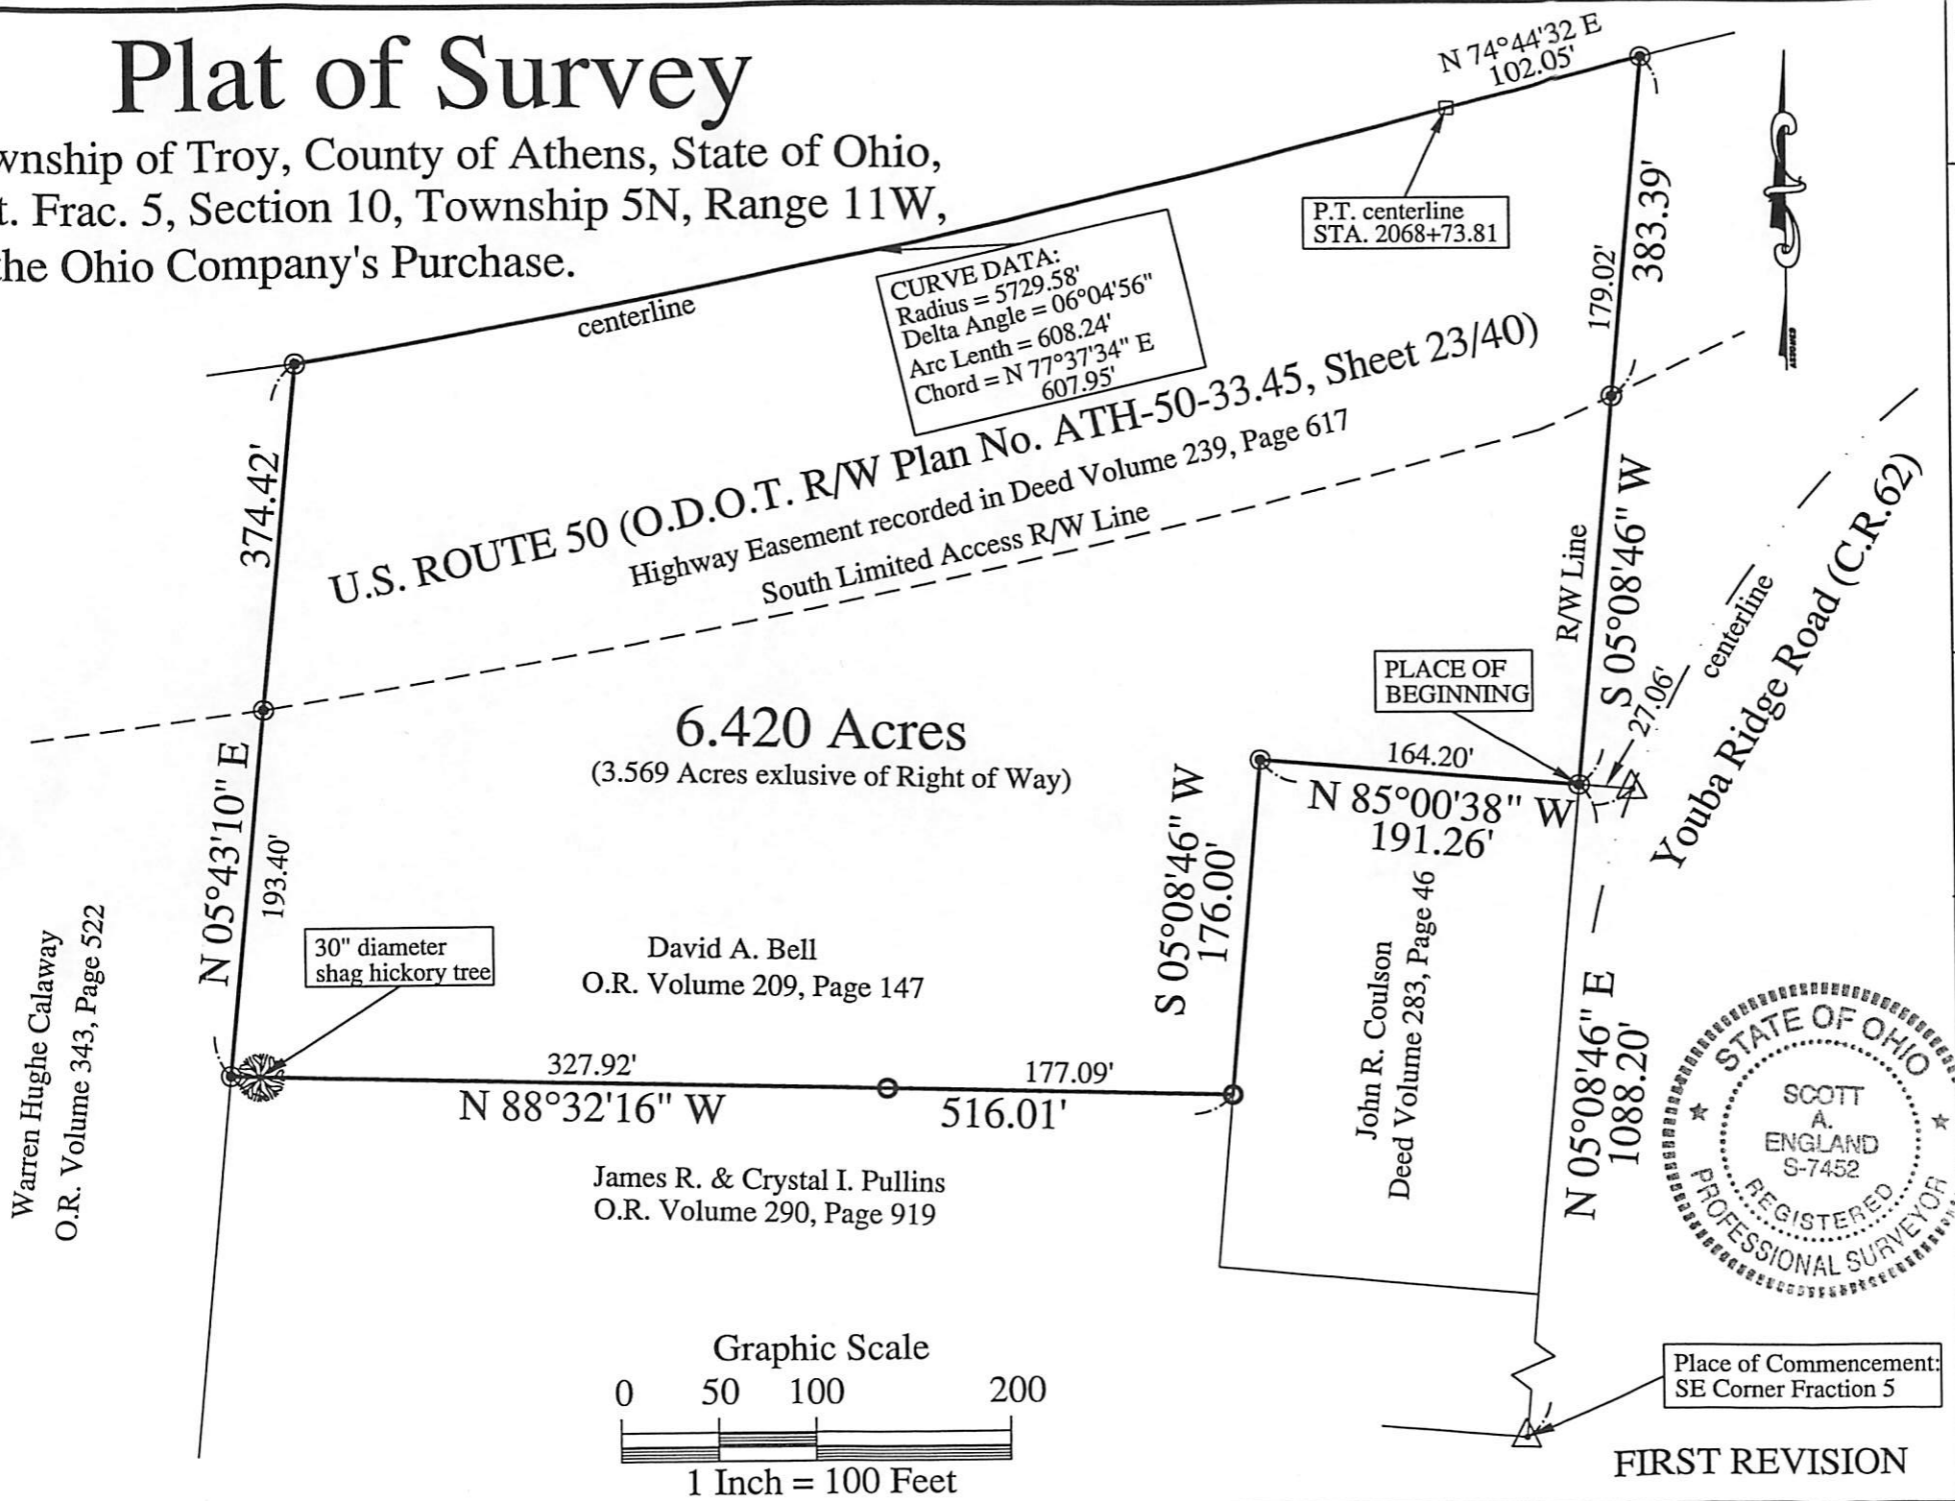 Plat of Survey
wnship of Troy, County of Athens, State of Ohio,
t. Frac. 5, Section 10, Township 5N, Range 11W,
the Ohio Company's Purchase.
N 74°44'32 E
102.05'
P.T. centerline
STA. 2068+73.81
383.39'
179.02'
centerline
CURVE DATA:
Radius = 5729.58'
Delta Angle = 06°04'56"
Arc Lenth = 608.24'
Chord = N 77°37'34" E
607.95'
U.S. ROUTE 50 (O.D.O.T. R/W Plan No. ATH-50-33.45, Sheet 23/40)
Highway Easement recorded in Deed Volume 239, Page 617
South Limited Access R/W Line
374.42'
N 05°43'10" E
193.40'
R/W Line
S 05°08'46" W
27.06'
centerline
Youba Ridge Road (C.R.62)
PLACE OF
BEGINNING
6.420 Acres
(3.569 Acres exlusive of Right of Way)
164.20'
N 85°00'38" W
191.26'
S 05°08'46" W
176.00'
30" diameter
shag hickory tree
David A. Bell
O.R. Volume 209, Page 147
Warren Hughe Calaway
O.R. Volume 343, Page 522
327.92'
N 88°32'16" W
177.09'
516.01'
John R. Coulson
Deed Volume 283, Page 46
N 05°08'46" E
1088.20'
James R. & Crystal I. Pullins
O.R. Volume 290, Page 919
STATE OF OHIO
SCOTT
A.
ENGLAND
S-7452
REGISTERED
PROFESSIONAL SURVEYOR
Graphic Scale
0 50 100 200
1 Inch = 100 Feet
Place of Commencement:
SE Corner Fraction 5
FIRST REVISION